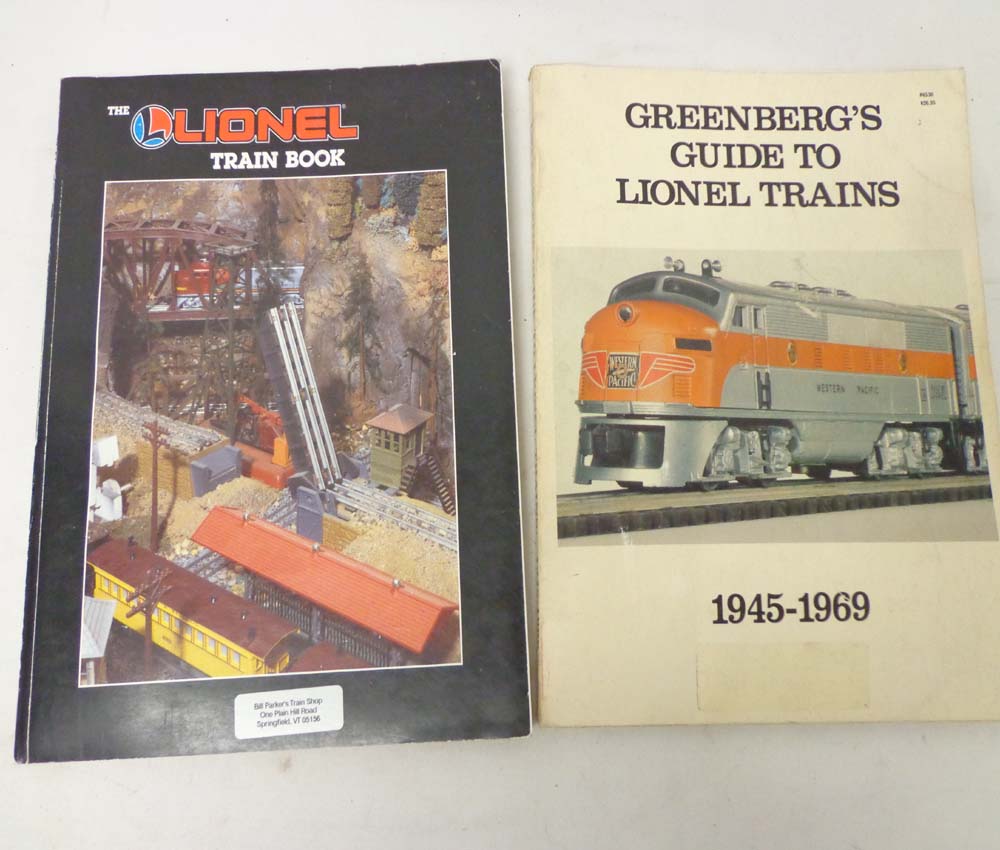 THE LIONEL
TRAIN BOOK
Bill Parker's Train Shop
One Plain Hill Road
Springfield, VT 05156
GREENBERG'S
GUIDE TO
LIONEL TRAINS
WESTERN
PACIFIC
WESTERN PACIFIC
1945-1969